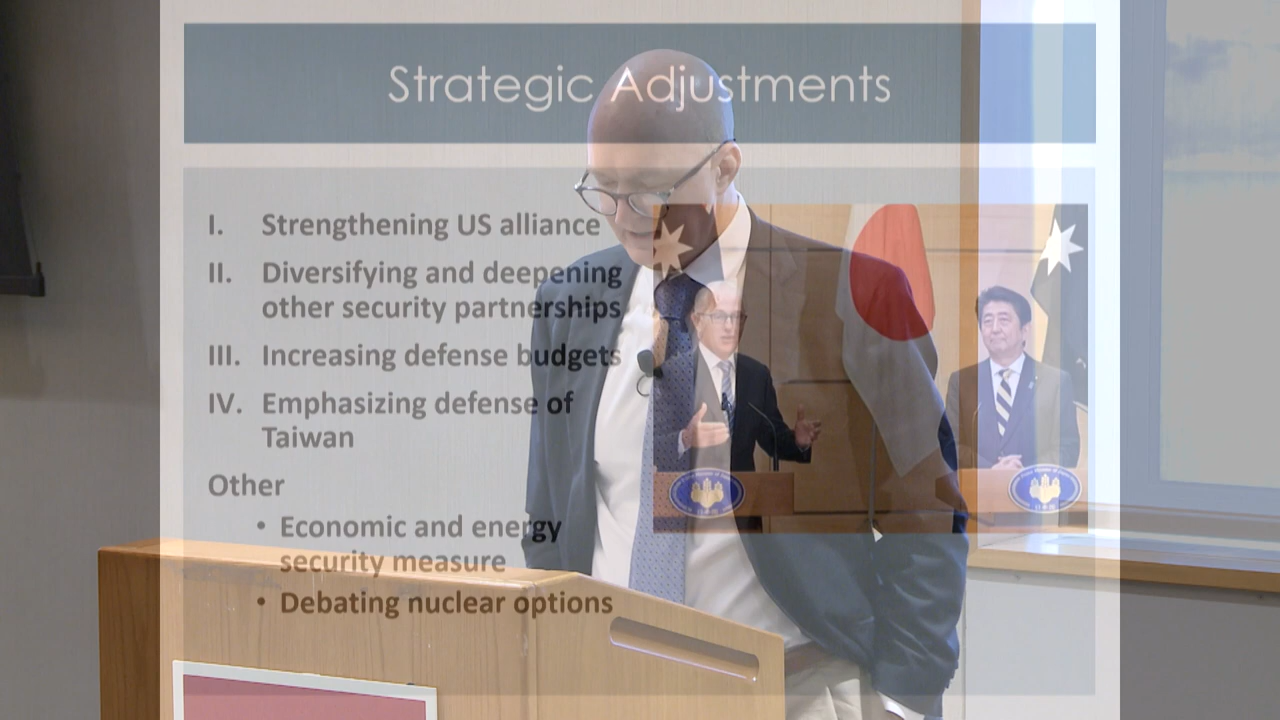 Strategic Adjustments
I. Strengthening US alliance
II. Diversifying and deepening
other security partnerships
III. Increasing defense budgets
IV. Emphasizing defense of
Taiwan
Other
• Economic and energy
security measure
• Debating nuclear options